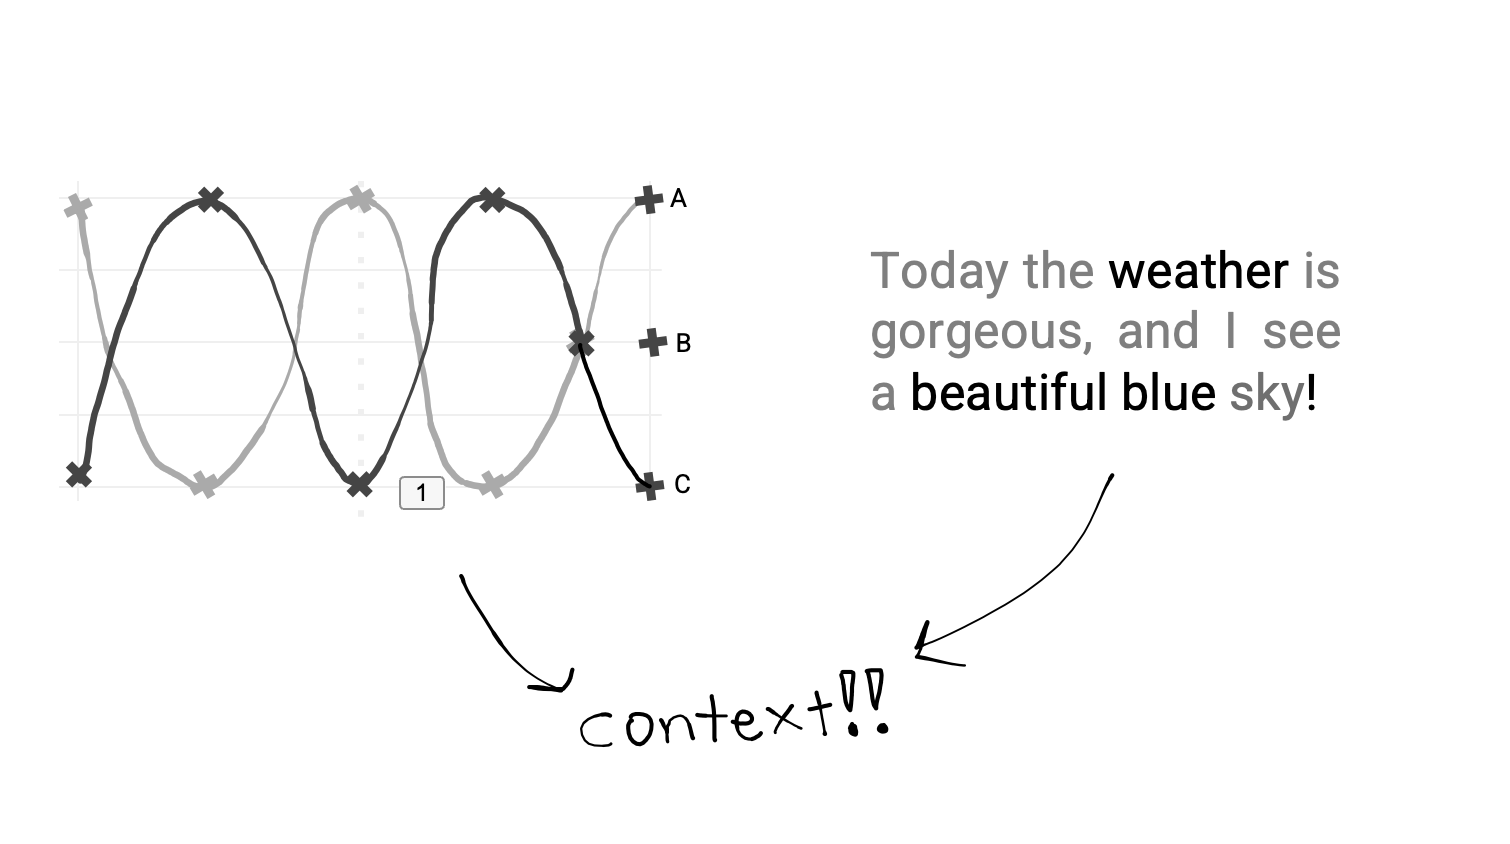 A
B
C
1
Today the weather is
gorgeous, and I see
a beautiful blue sky!
context!!